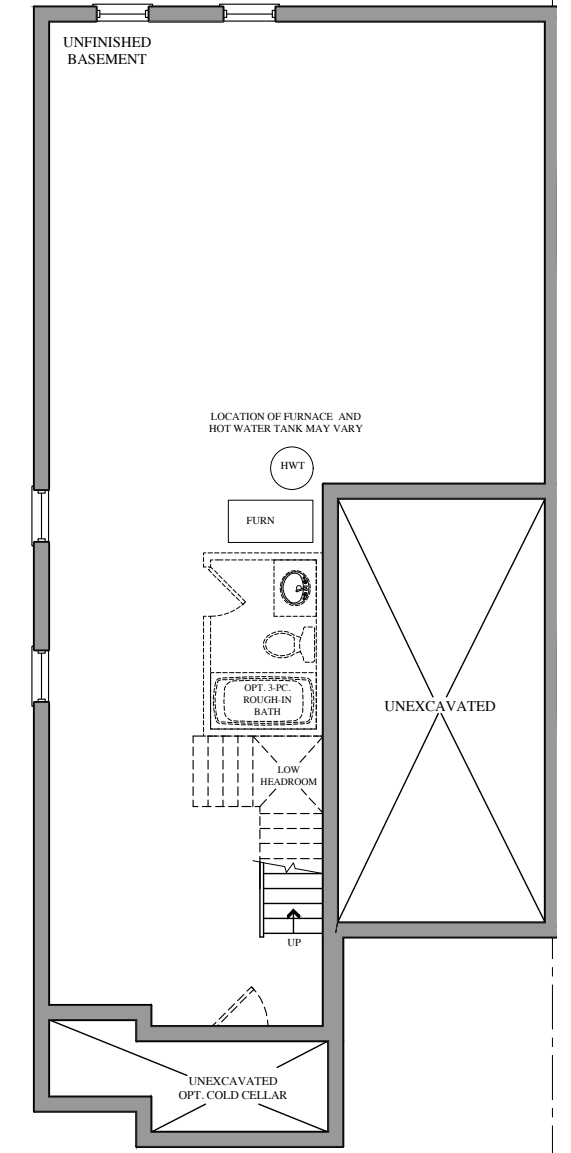 UNFINISHED
BASEMENT
LOCATION OF FURNACE AND
HOT WATER TANK MAY VARY
HWT
FURN
OPT. 3-PC.
ROUGH-IN
BATH
UNEXCAVATED
LOW
HEADROOM
UP
UNEXCAVATED
OPT. COLD CELLAR